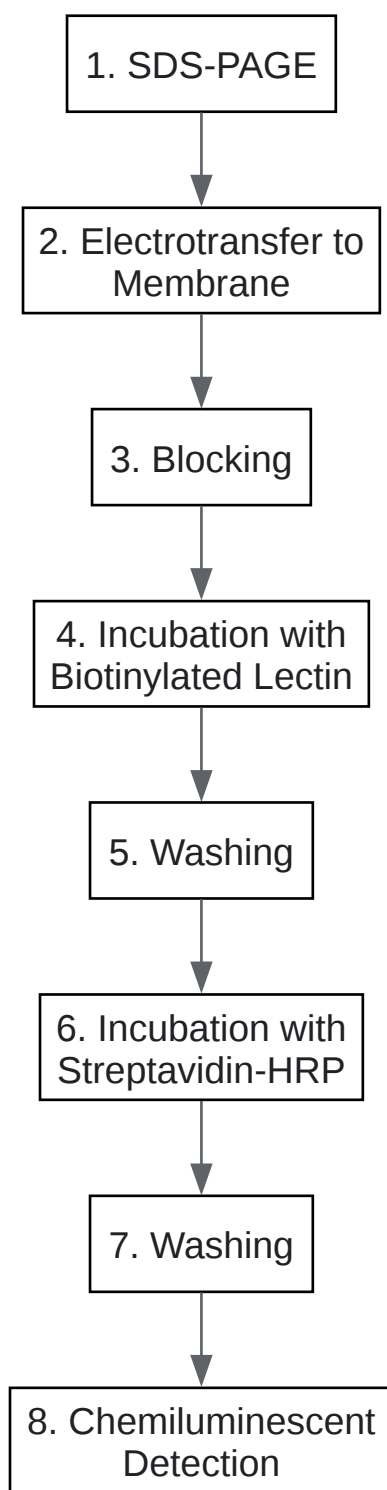 1. SDS-PAGE
2. Electrotransfer to
Membrane
3. Blocking
4. Incubation with
Biotinylated Lectin
5. Washing
6. Incubation with
Streptavidin-HRP
7. Washing
8. Chemiluminescent
Detection